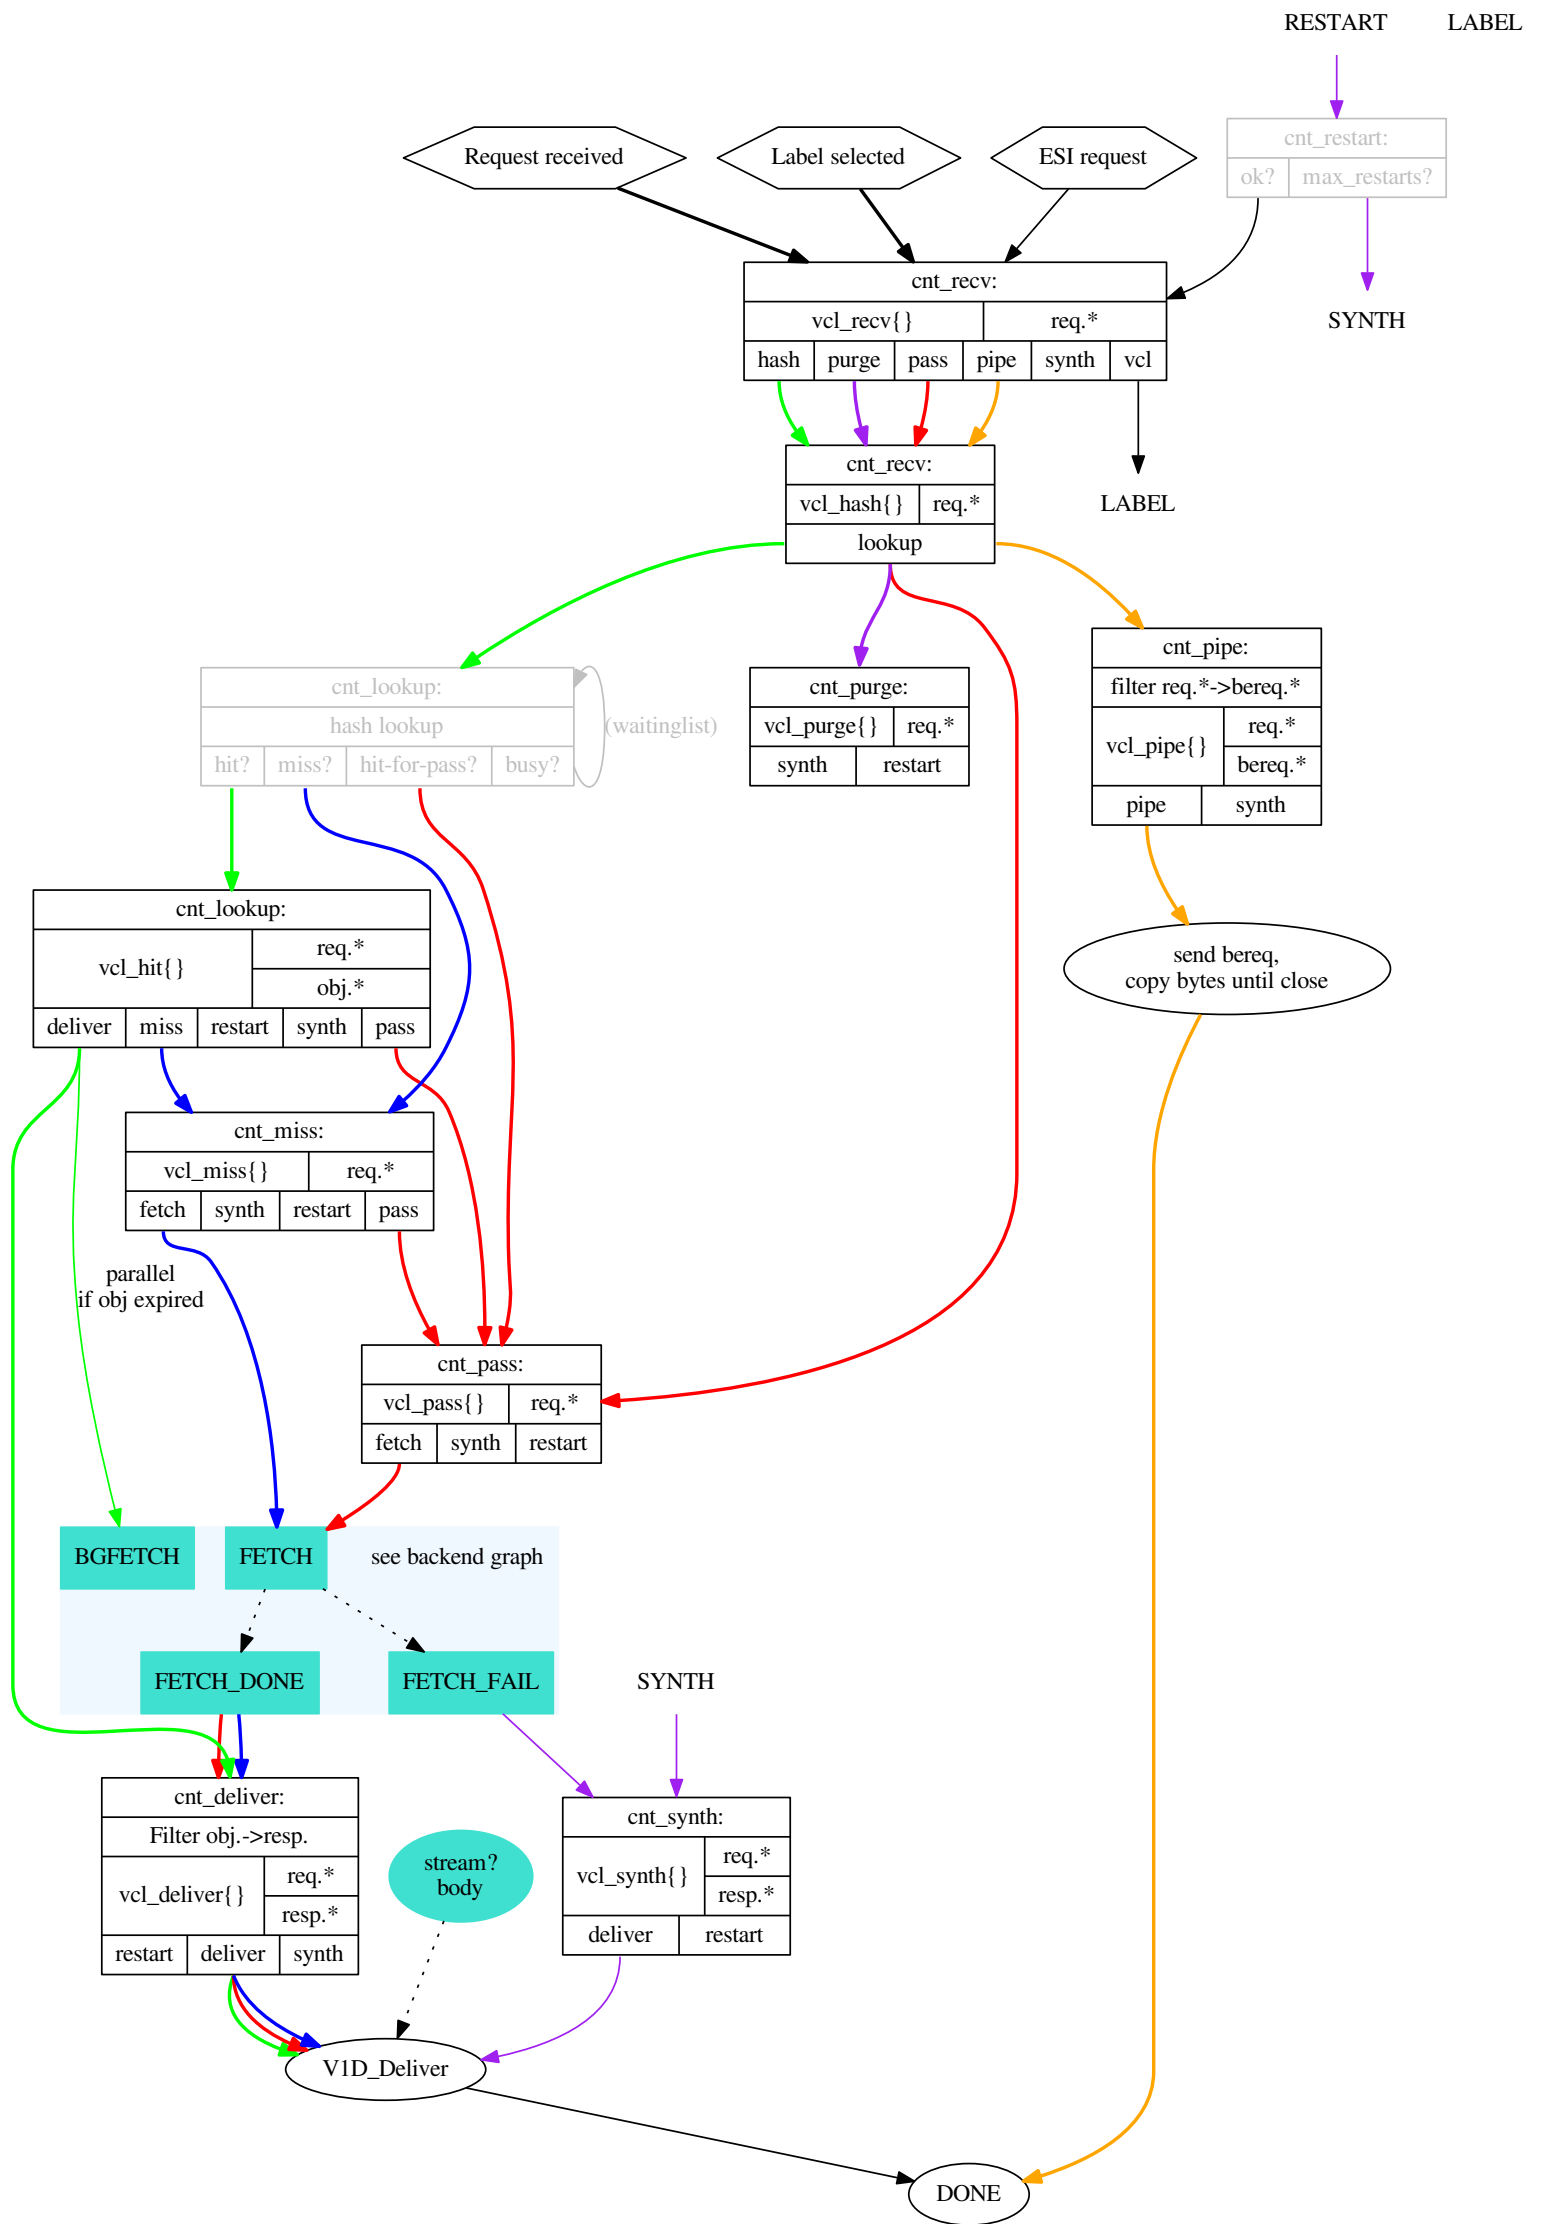 RESTART
LABEL
Request received
Label selected
ESI request
cnt_restart:
ok?
max_restarts?
cnt_recv:
vcl_recv{}
req.*
hash
purge
pass
pipe
synth
vcl
SYNTH
cnt_recv:
vcl_hash{}
req.*
lookup
LABEL
cnt_lookup:
hash lookup
hit?
miss?
hit-for-pass?
busy?
(waitinglist)
cnt_purge:
vcl_purge{}
req.*
synth
restart
cnt_pipe:
filter req.*->bereq.*
vcl_pipe{}
req.*
bereq.*
pipe
synth
cnt_lookup:
vcl_hit{}
req.*
obj.*
deliver
miss
restart
synth
pass
send bereq,
copy bytes until close
cnt_miss:
vcl_miss{}
req.*
fetch
synth
restart
pass
parallel
if obj expired
cnt_pass:
vcl_pass{}
req.*
fetch
synth
restart
BGFETCH
FETCH
see backend graph
FETCH_DONE
FETCH_FAIL
SYNTH
cnt_deliver:
Filter obj.->resp.
vcl_deliver{}
req.*
resp.*
restart
deliver
synth
stream?
body
cnt_synth:
vcl_synth{}
req.*
resp.*
deliver
restart
V1D_Deliver
DONE